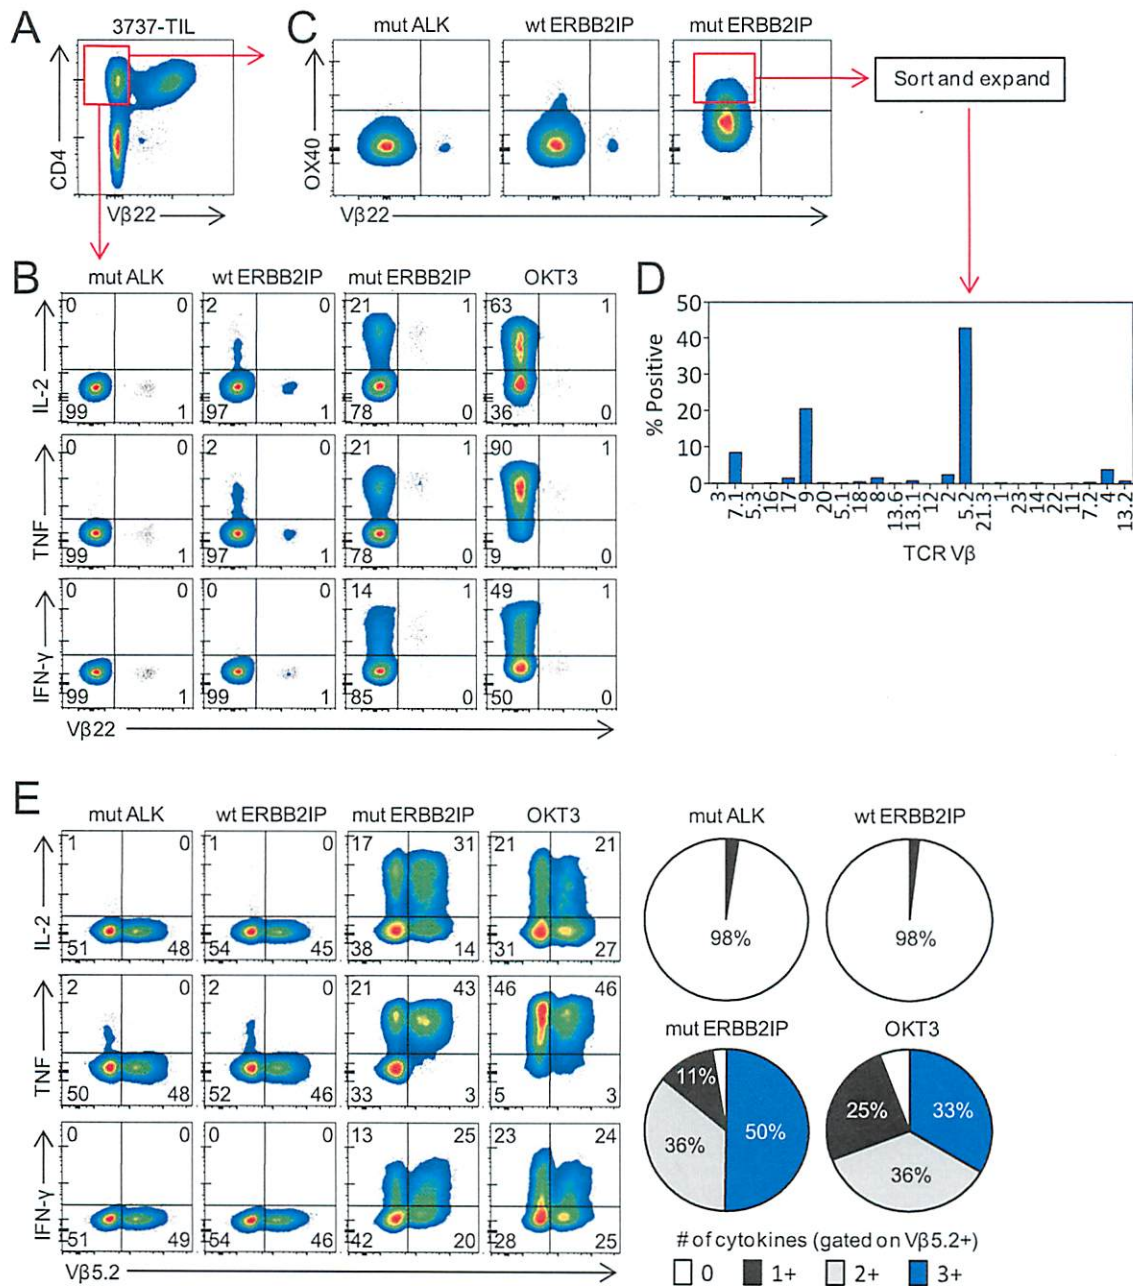 A
3737-TIL
CD4
Vβ22
C
mut ALK
wt ERBB2IP
mut ERBB2IP
OX40
Vβ22
Sort and expand
B
mut ALK
wt ERBB2IP
mut ERBB2IP
OKT3
IL-2
0 0 2 0 21 1 63 1
99 1 97 1 78 0 36 0
TNF
0 0 2 0 21 1 90 1
99 1 97 1 78 0 9 0
IFN-γ
0 0 0 0 14 1 49 1
99 1 99 1 85 0 50 0
Vβ22
D
% Positive
50
40
30
20
10
0
3 7.1 5.3 16 17 9 20 5.1 18 8 13.6 13.1 12 2 5.2 21.3 1 23 14 22 11 7.2 4 13.2
TCR Vβ
E
mut ALK
wt ERBB2IP
mut ERBB2IP
OKT3
IL-2
1 0 1 0 17 31 21 21
51 48 54 45 38 14 31 27
TNF
2 0 2 0 21 43 46 46
50 48 52 46 33 3 5 3
IFN-γ
0 0 0 0 13 25 23 24
51 49 54 46 42 20 28 25
Vβ5.2
mut ALK
wt ERBB2IP
98%
98%
mut ERBB2IP
OKT3
11%
36%
50%
25%
33%
36%
# of cytokines (gated on Vβ5.2+)
0 1+ 2+ 3+